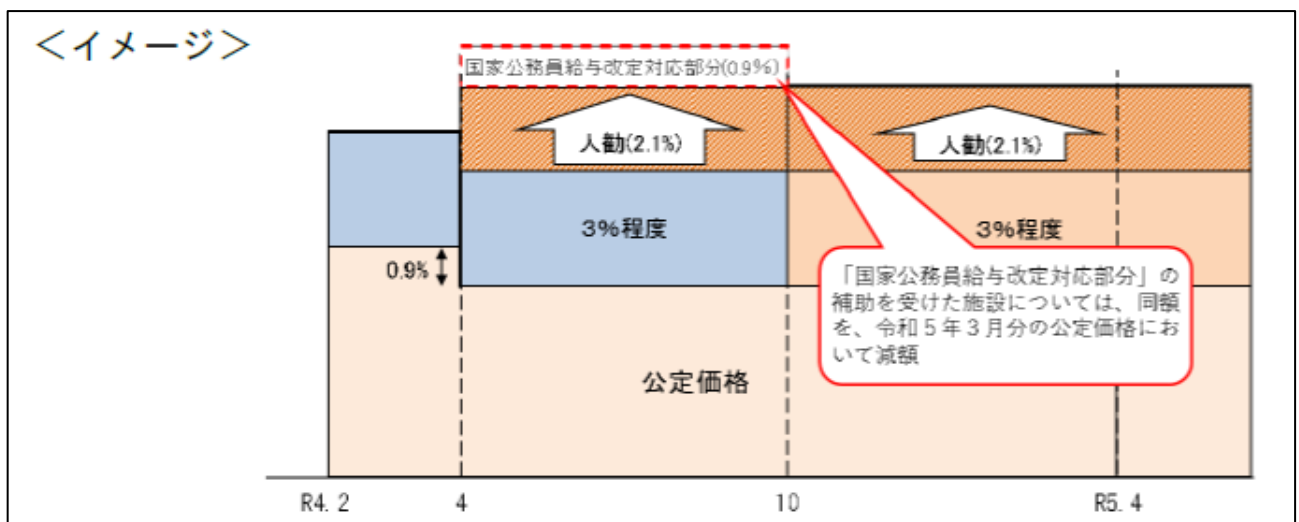 ＜イメージ＞
国家公務員給与改定対応部分(0.9%)
人勧(2.1%)
人勧(2.1%)
3%程度
3%程度
0.9%
「国家公務員給与改定対応部分」の
補助を受けた施設については、同額
を、令和５年３月分の公定価格にお
いて減額
公定価格
R4. 2
4
10
R5. 4